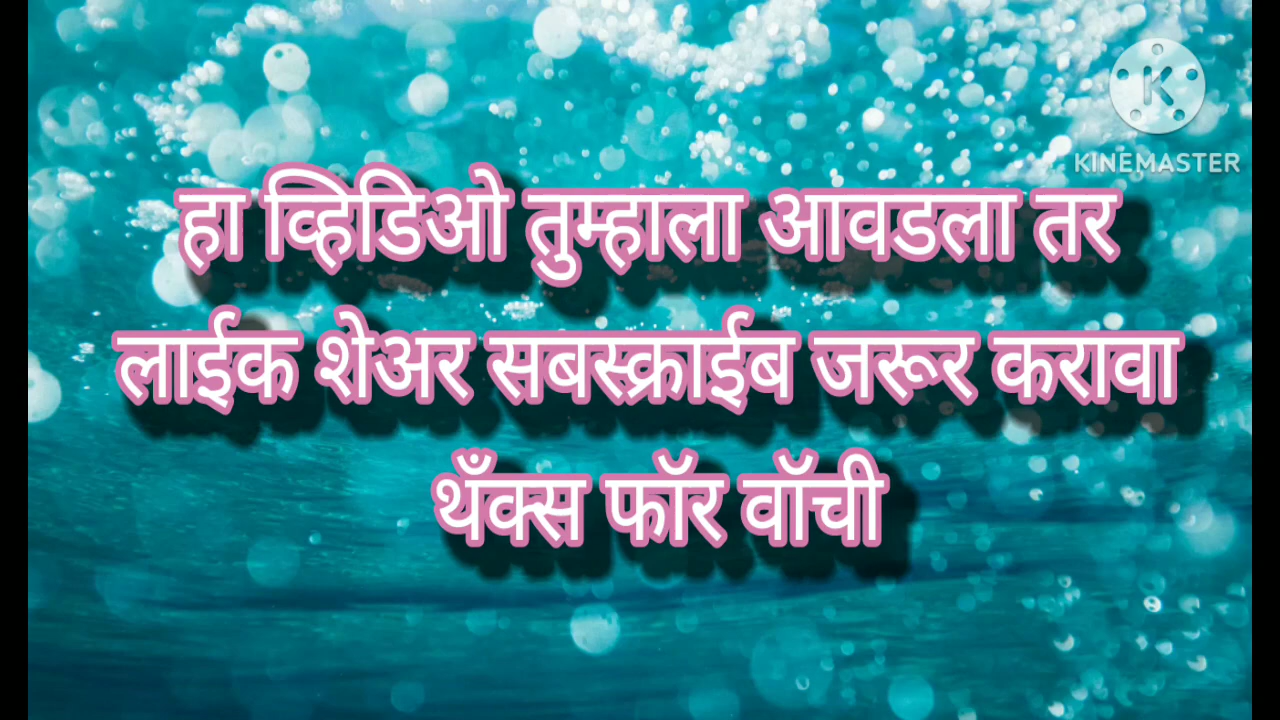 KINEMASTER
हा व्हिडिओ तुम्हाला आवडला तर
लाईक शेअर सबस्क्राईब जरूर करावा
थँक्स फॉर वॉची